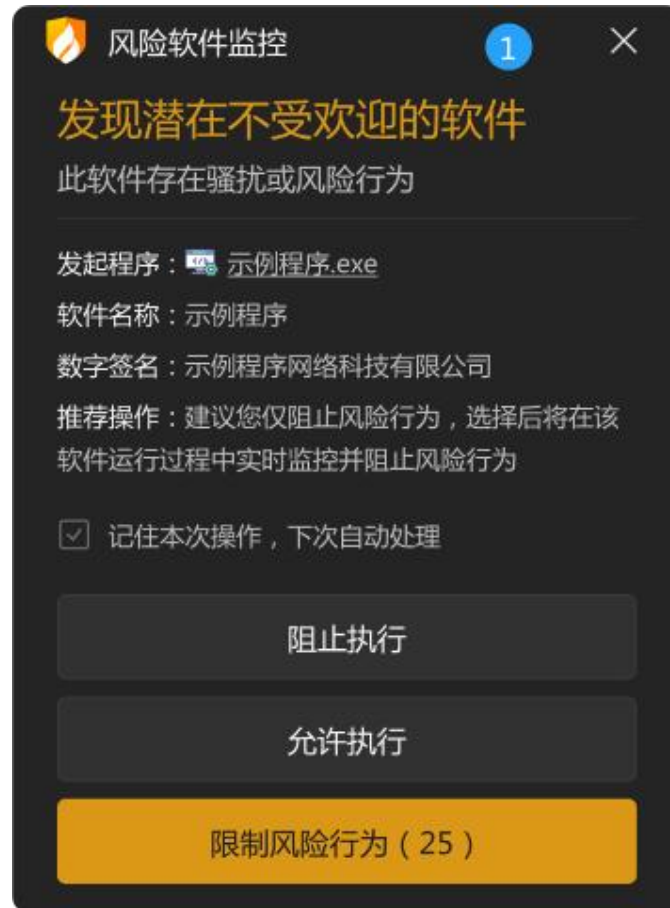 风险软件监控
1
发现潜在不受欢迎的软件
此软件存在骚扰或风险行为
发起程序：示例程序.exe
软件名称：示例程序
数字签名：示例程序网络科技有限公司
推荐操作：建议您仅阻止风险行为，选择后将在该
软件运行过程中实时监控并阻止风险行为
记住本次操作，下次自动处理
阻止执行
允许执行
限制风险行为（25）